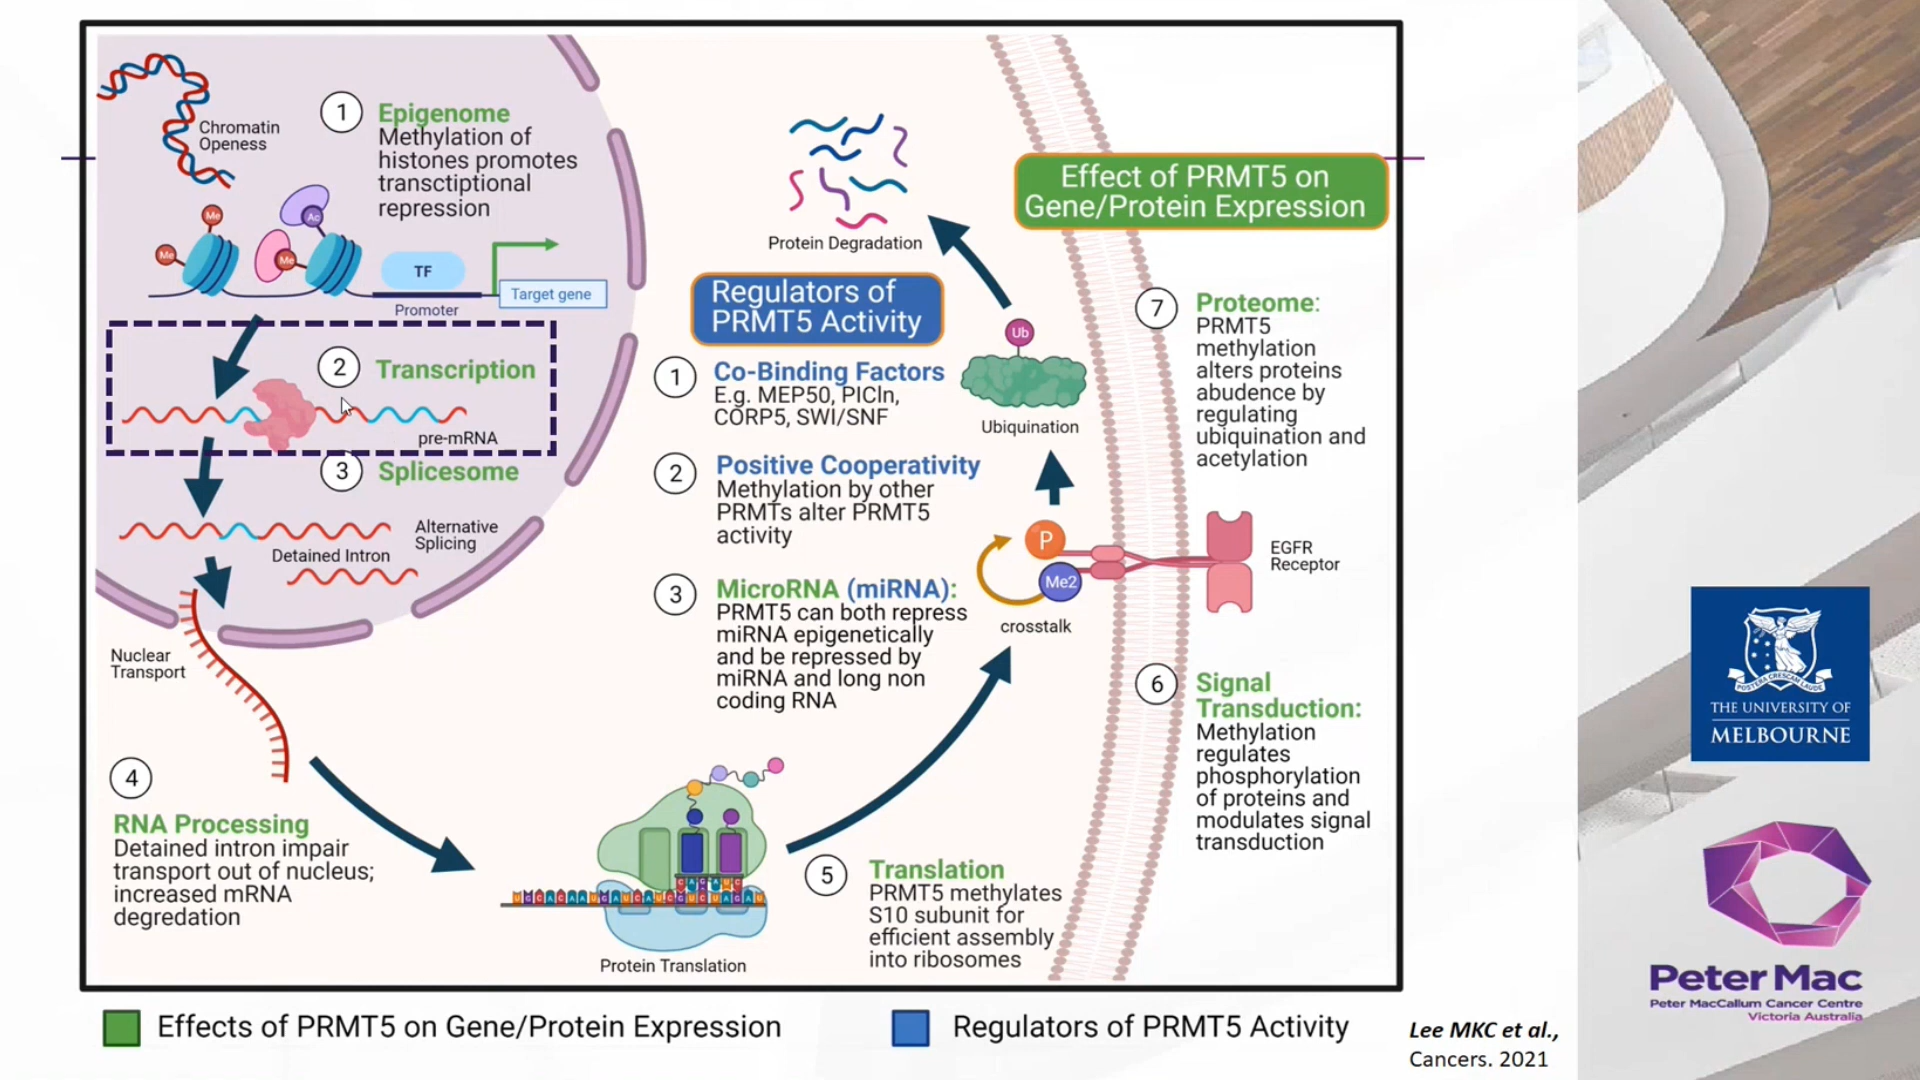 Chromatin
Openess
1
Epigenome
Methylation of
histones promotes
transctiptional
repression
Me
Ac
Me
Me
TF
Promoter
Target gene
2
Transcription
pre-mRNA
3
Splicesome
Alternative
Splicing
Detained Intron
Nuclear
Transport
4
RNA Processing
Detained intron impair
transport out of nucleus;
increased mRNA
degredation
Protein Degradation
Effect of PRMT5 on
Gene/Protein Expression
Regulators of
PRMT5 Activity
1
Co-Binding Factors
E.g. MEP50, PICln,
CORP5, SWI/SNF
2
Positive Cooperativity
Methylation by other
PRMTs alter PRMT5
activity
3
MicroRNA (miRNA):
PRMT5 can both repress
miRNA epigenetically
and be repressed by
miRNA and long non
coding RNA
Ub
Ubiquination
P
Me2
crosstalk
EGFR
Receptor
7
Proteome:
PRMT5
methylation
alters proteins
abudence by
regulating
ubiquination and
acetylation
6
Signal
Transduction:
Methylation
regulates
phosphorylation
of proteins and
modulates signal
transduction
Protein Translation
5
Translation
PRMT5 methylates
S10 subunit for
efficient assembly
into ribosomes
Effects of PRMT5 on Gene/Protein Expression
Regulators of PRMT5 Activity
Lee MKC et al.,
Cancers. 2021
POSTERA CRESCAM LAUDE
THE UNIVERSITY OF
MELBOURNE
Peter Mac
Peter MacCallum Cancer Centre
Victoria Australia